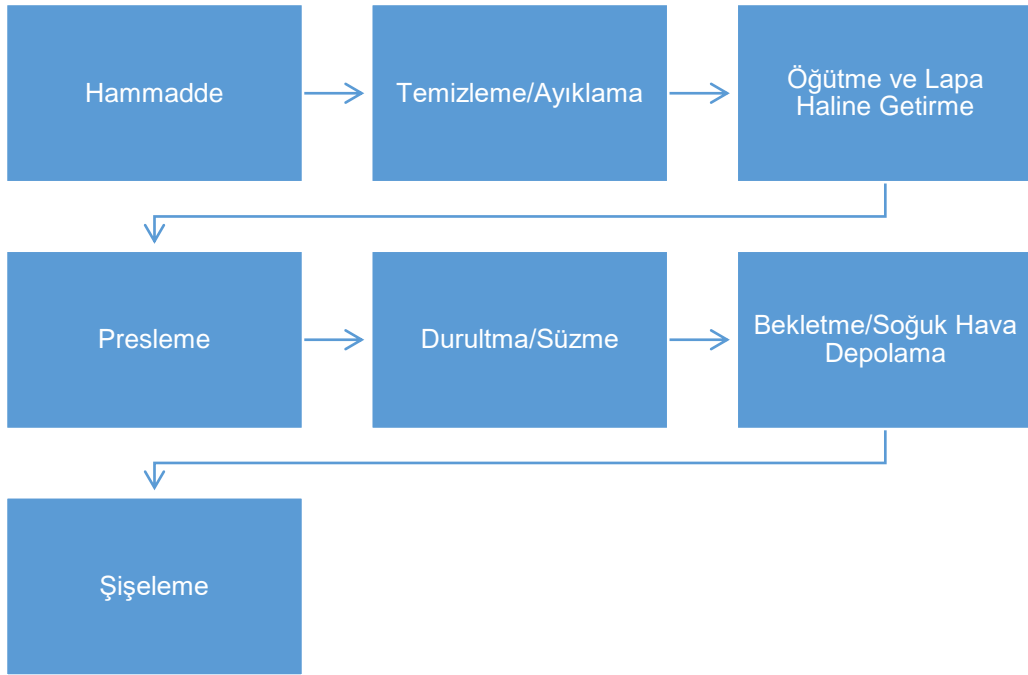 Hammadde
Temizleme/Ayıklama
Öğütme ve Lapa
Haline Getirme
Presleme
Durultma/Süzme
Bekletme/Soğuk Hava
Depolama
Şişeleme